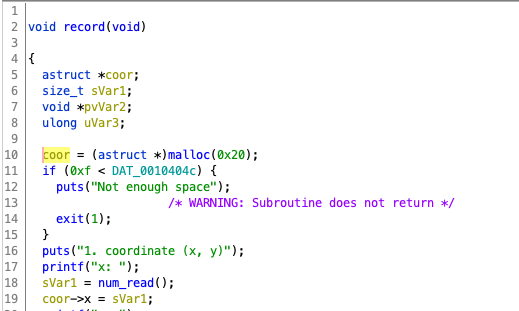 1
2 void record(void)
3
4 {
5 astruct *coor;
6 size_t sVar1;
7 void *pvVar2;
8 ulong uVar3;
9
10 coor = (astruct *)malloc(0x20);
11 if (0xf < DAT_0010404c) {
12 puts("Not enough space");
13 /* WARNING: Subroutine does not return */
14 exit(1);
15 }
16 puts("1. coordinate (x, y)");
17 printf("x: ");
18 sVar1 = num_read();
19 coor->x = sVar1;